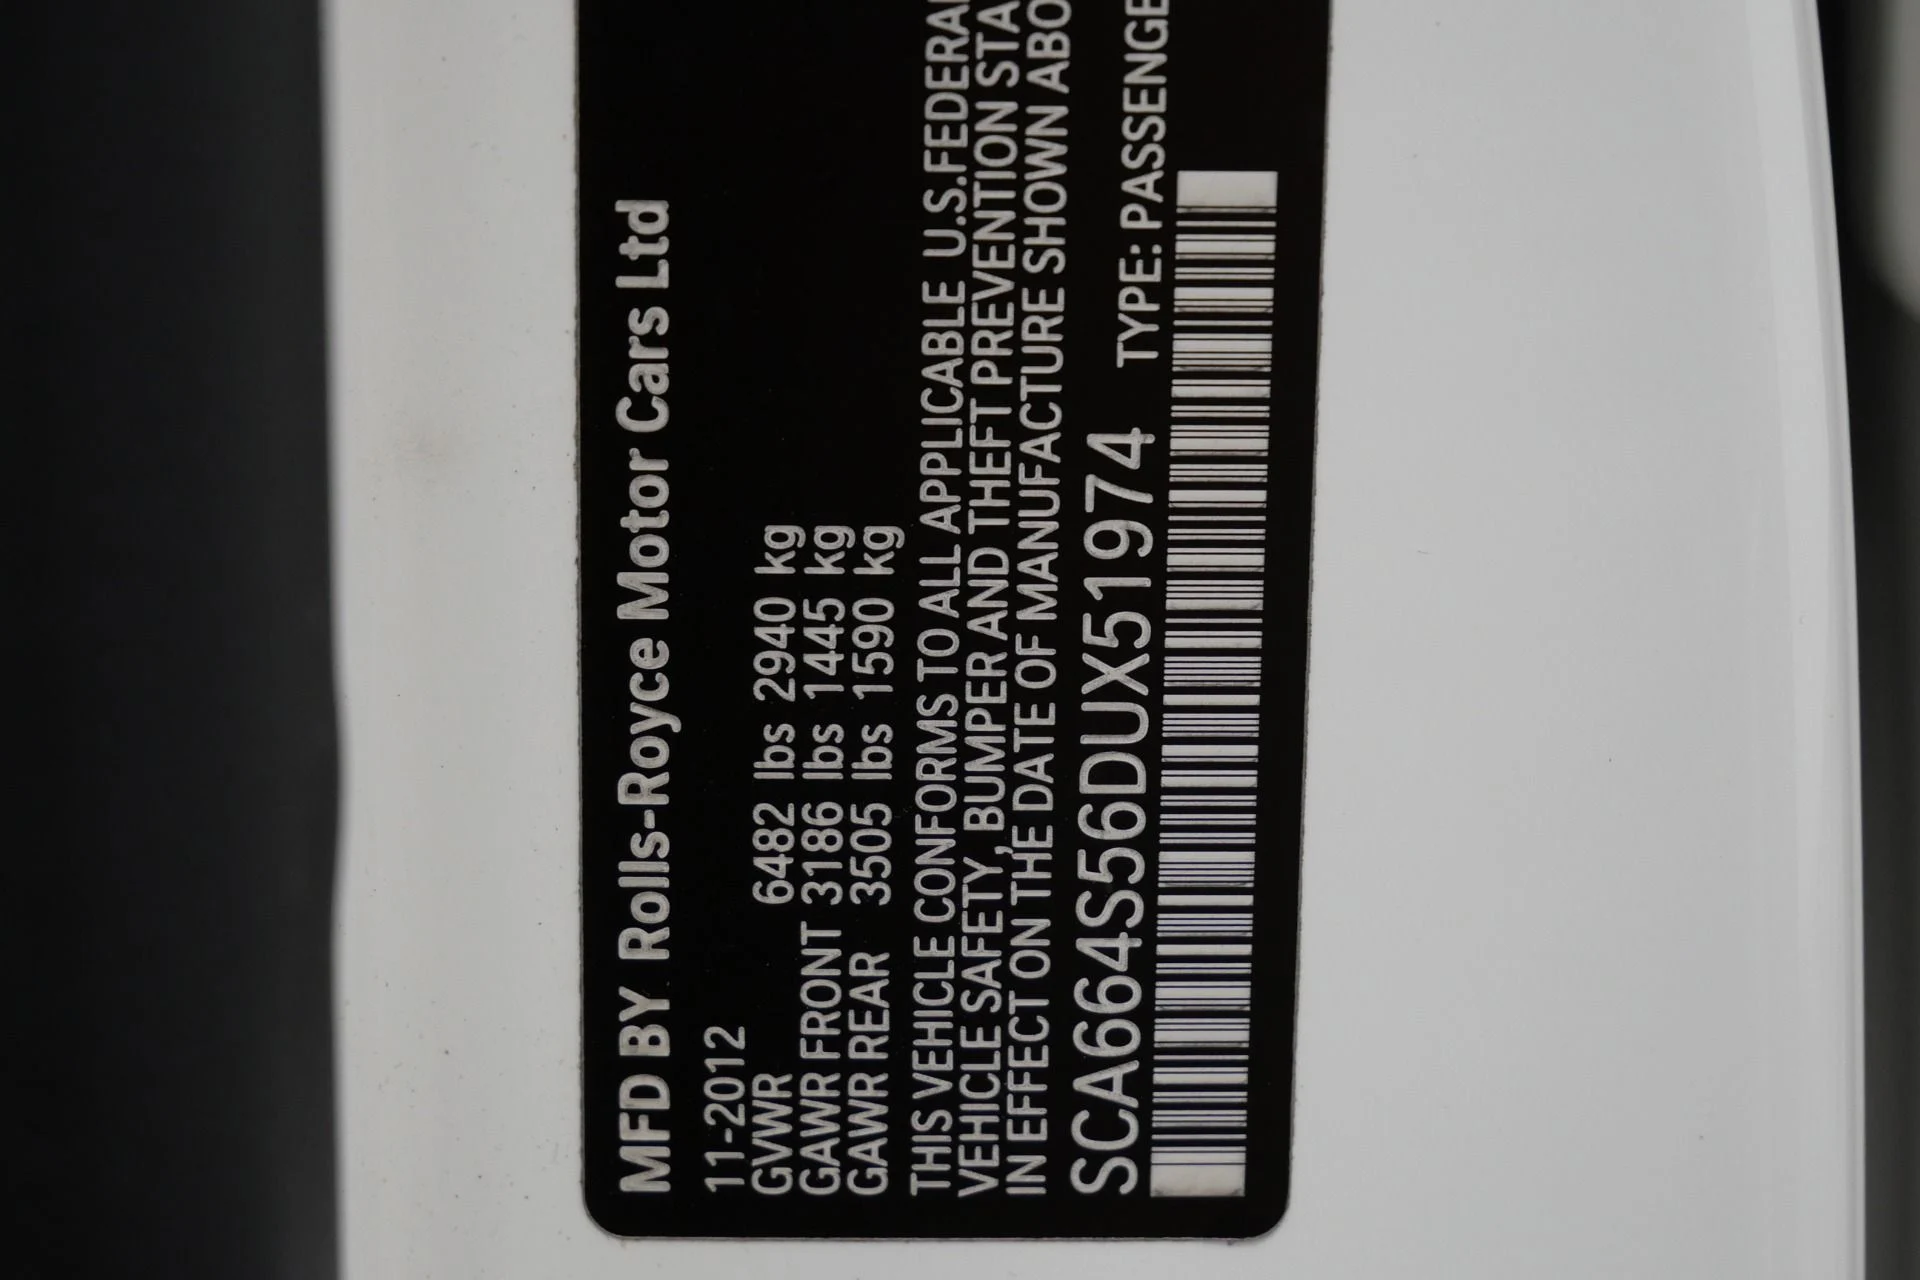 MFD BY Rolls-Royce Motor Cars Ltd
11-2012
GVWR 6482 lbs 2940 kg
GAWR FRONT 3186 lbs 1445 kg
GAWR REAR 3505 lbs 1590 kg
THIS VEHICLE CONFORMS TO ALL APPLICABLE U.S.FEDERAL
VEHICLE SAFETY, BUMPER AND THEFT PREVENTION STA
IN EFFECT ON THE DATE OF MANUFACTURE SHOWN ABO
SCA664S56DUX51974 TYPE: PASSENGE